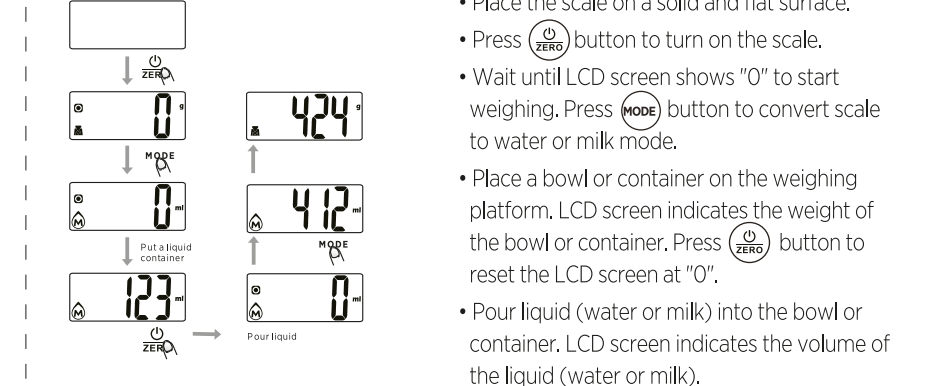 ZERO
0 g
MODE
0 ml
M
Put a liquid
container
123 ml
M
ZERO
Pour liquid
0 ml
M
MODE
412 ml
M
424 g
• Place the scale on a solid and flat surface.
• Press ZERO button to turn on the scale.
• Wait until LCD screen shows "0" to start
weighing. Press MODE button to convert scale
to water or milk mode.
• Place a bowl or container on the weighing
platform. LCD screen indicates the weight of
the bowl or container. Press ZERO button to
reset the LCD screen at "0".
• Pour liquid (water or milk) into the bowl or
container. LCD screen indicates the volume of
the liquid (water or milk).